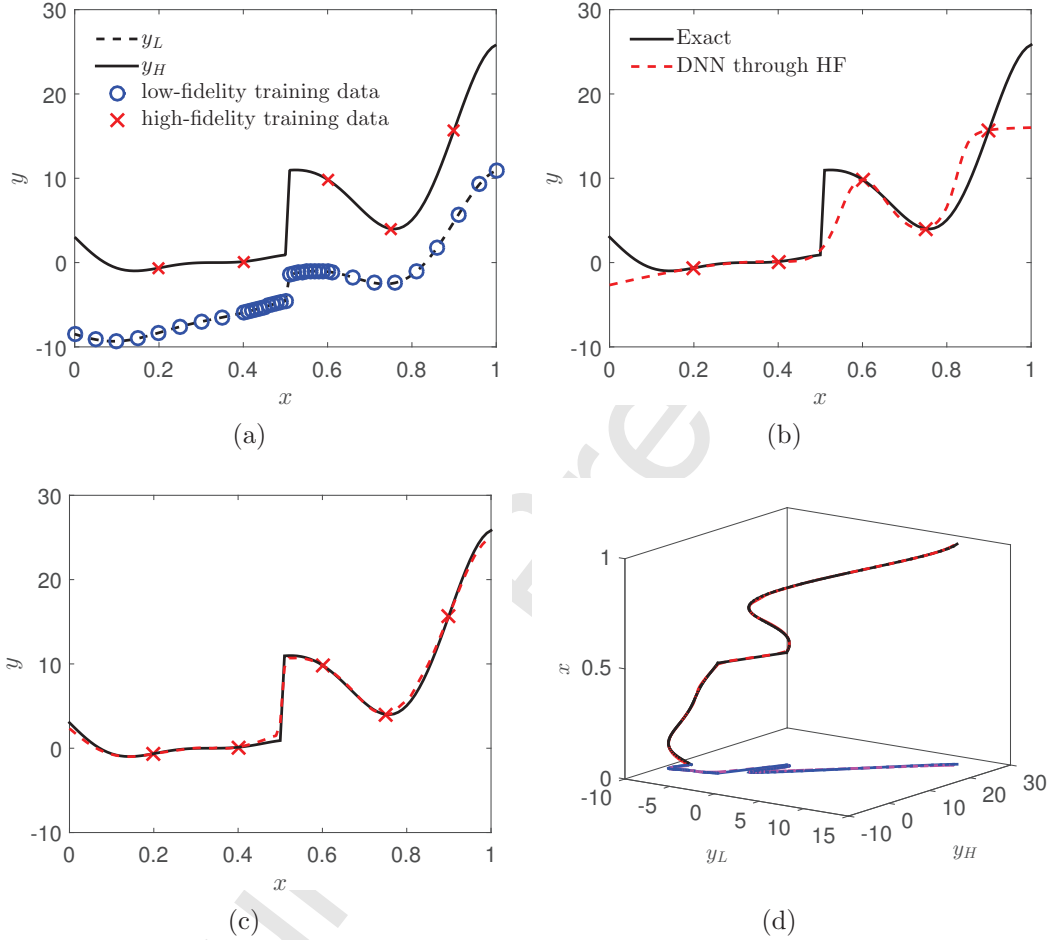 30
20
10
0
-10
y
y_L
y_H
low-fidelity training data
high-fidelity training data
0 0.2 0.4 0.6 0.8 1
x
(a)
30
20
10
0
-10
y
Exact
DNN through HF
0 0.2 0.4 0.6 0.8 1
x
(b)
30
20
10
0
-10
y
0 0.2 0.4 0.6 0.8 1
x
(c)
1
0.5
0
x
-10 -5 0 5 10 15
y_L
-10 0 10 20 30
y_H
(d)